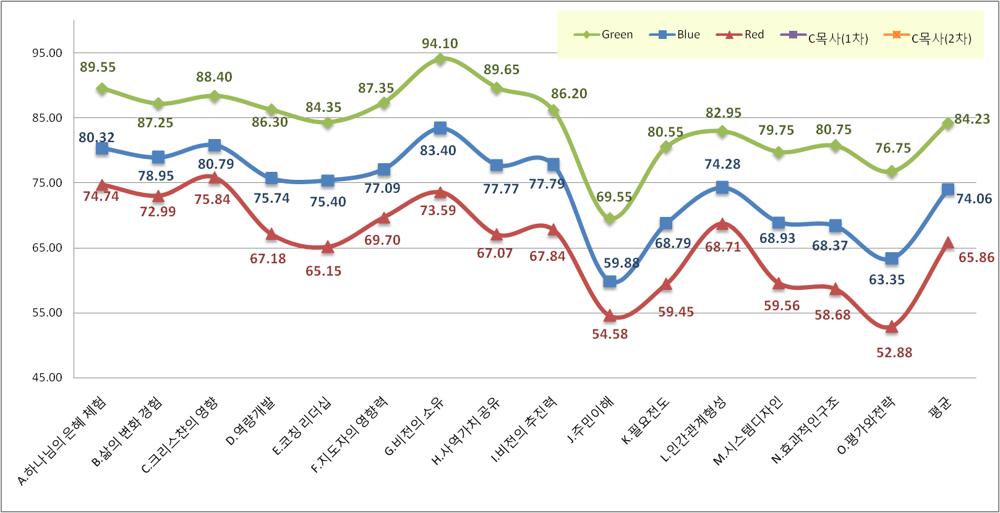 Green Blue Red C목사(1차) C목사(2차)
95.00
85.00
75.00
65.00
55.00
45.00
89.55 87.25 88.40 86.30 84.35 87.35 94.10 89.65 86.20 69.55 80.55 82.95 79.75 80.75 76.75 84.23
80.32 78.95 80.79 75.74 75.40 77.09 83.40 77.77 77.79 59.88 68.79 74.28 68.93 68.37 63.35 74.06
74.74 72.99 75.84 67.18 65.15 69.70 73.59 67.07 67.84 54.58 59.45 68.71 59.56 58.68 52.88 65.86
A.하나님의 은혜 체험
B.삶의 변화 경험
C.크리스찬의 영향
D.역량개발
E.코칭 리더십
F.지도자의 영향력
G.비전의 소유
H.사역가치 공유
I.비전의 추진력
J.주민이해
K.필요전도
L.인간관계형성
M.시스템디자인
N.효과적인구조
O.평가와전략
평균